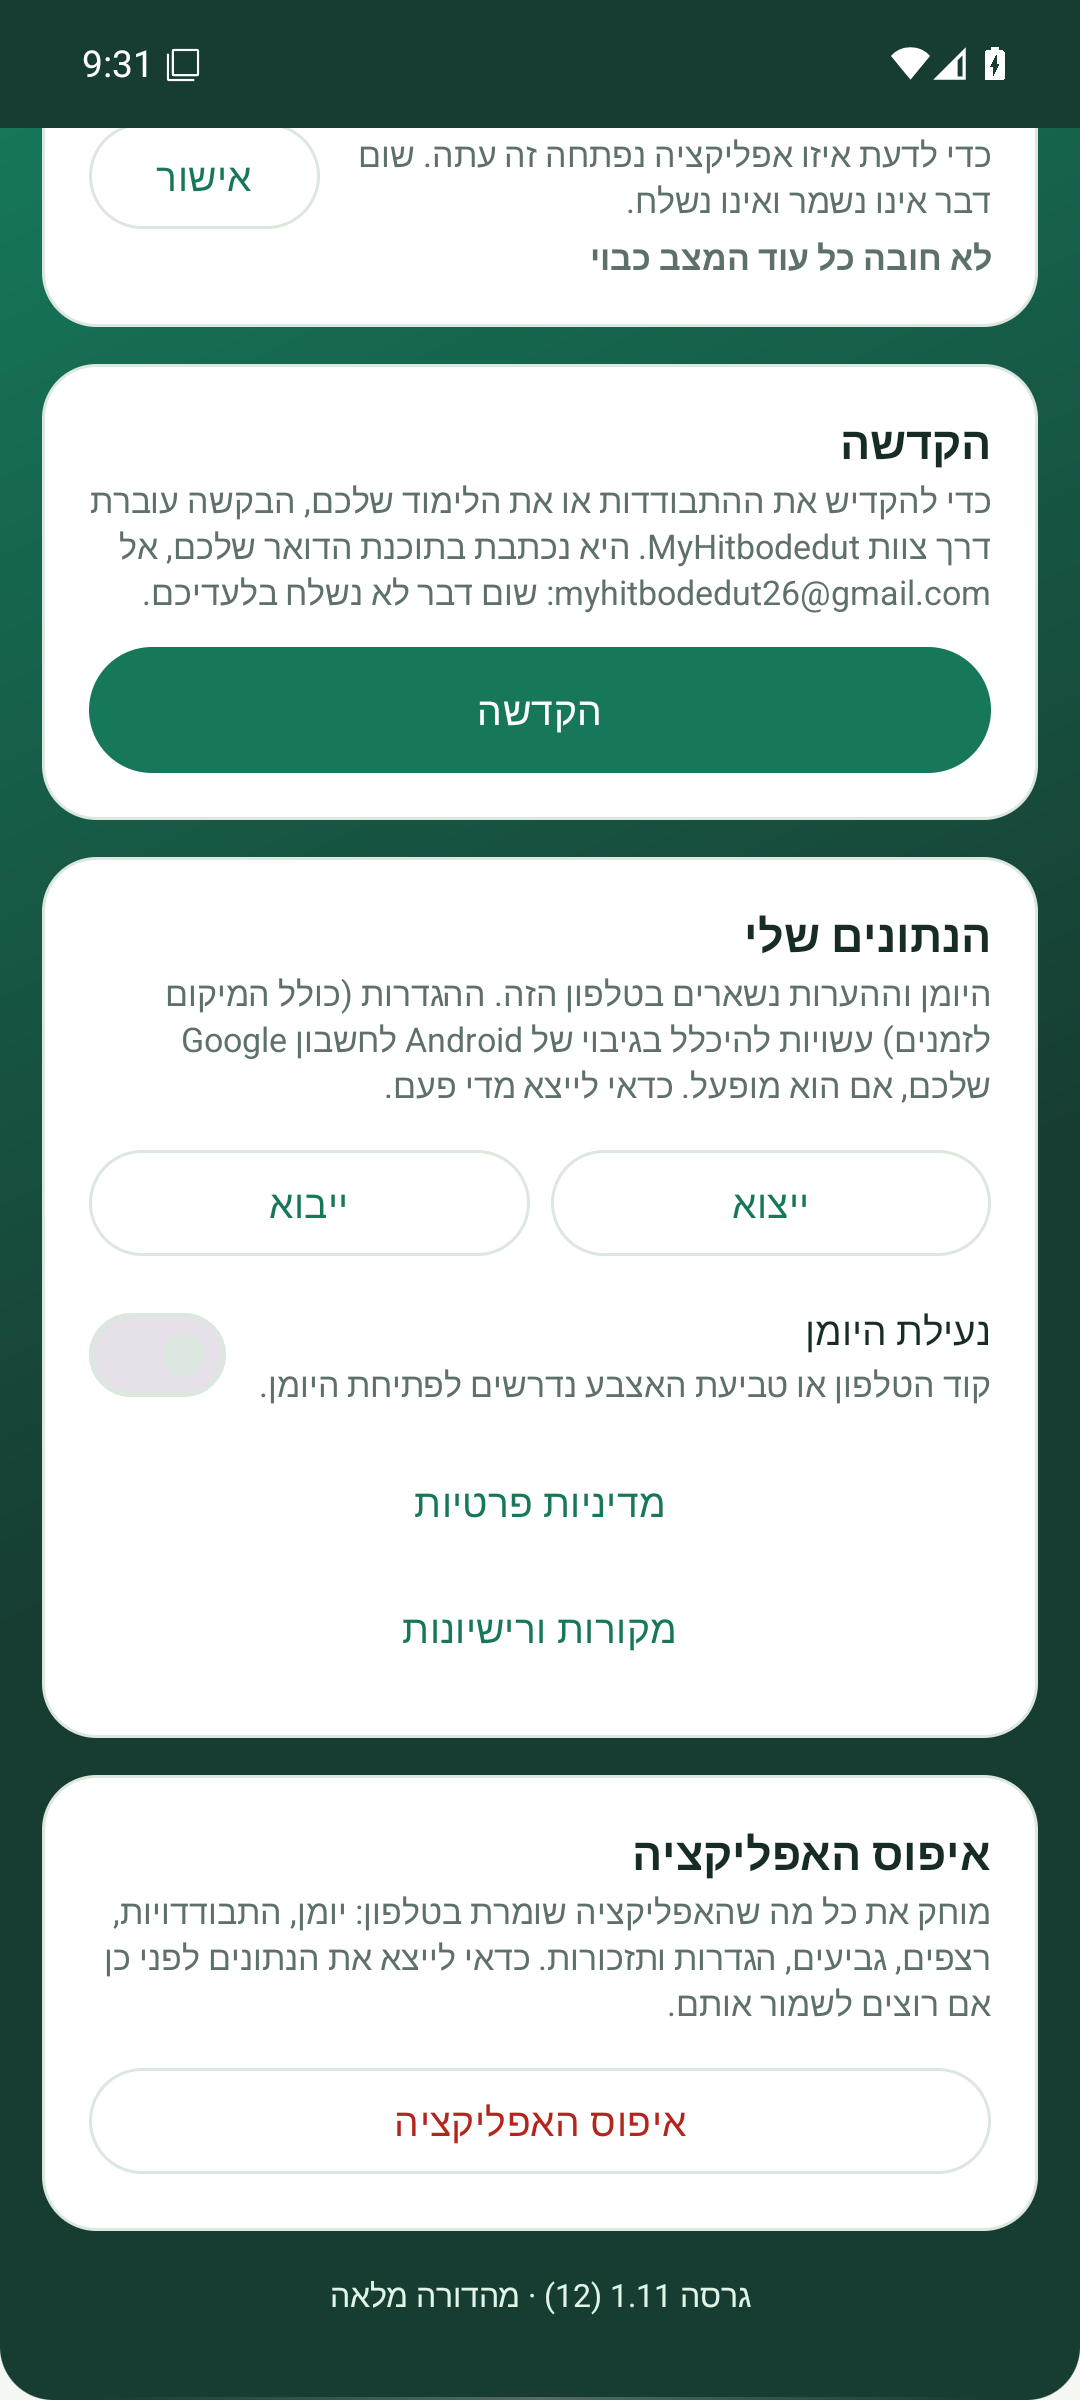 9:31
כדי לדעת איזו אפליקציה נפתחה זה עתה. שום
דבר אינו נשמר ואינו נשלח.
לא חובה כל עוד המצב כבוי
אישור
הקדשה
כדי להקדיש את ההתבודדות או את הלימוד שלכם, הבקשה עוברת
דרך צוות MyHitbodedut. היא נכתבת בתוכנת הדואר שלכם, אל
myhitbodedut26@gmail.com: שום דבר לא נשלח בלעדיכם.
הקדשה
הנתונים שלי
היומן וההערות נשארים בטלפון הזה. ההגדרות (כולל המיקום
לזמנים) עשויות להיכלל בגיבוי של Android לחשבון Google
שלכם, אם הוא מופעל. כדאי לייצא מדי פעם.
ייצוא
ייבוא
נעילת היומן
קוד הטלפון או טביעת האצבע נדרשים לפתיחת היומן.
מדיניות פרטיות
מקורות ורישיונות
איפוס האפליקציה
מוחק את כל מה שהאפליקציה שומרת בטלפון: יומן, התבודדויות,
רצפים, גביעים, הגדרות ותזכורות. כדאי לייצא את הנתונים לפני כן
אם רוצים לשמור אותם.
איפוס האפליקציה
גרסה 1.11 (12) · מהדורה מלאה